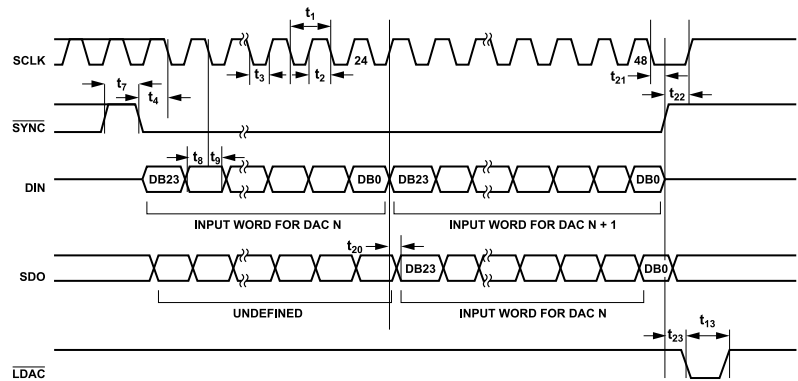 t1
SCLK
24
48
t3
t2
t21
t7
t4
t22
SYNC
t8
t9
DIN
DB23
DB0
DB23
DB0
INPUT WORD FOR DAC N
INPUT WORD FOR DAC N + 1
t20
SDO
DB23
DB0
UNDEFINED
INPUT WORD FOR DAC N
t23
t13
LDAC